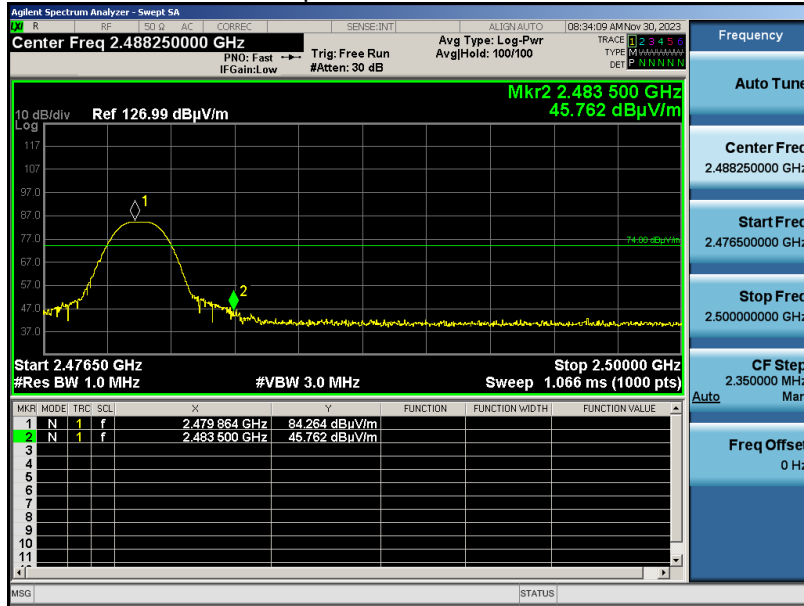 Agilent Spectrum Analyzer - Swept SA
LXI R RF 50 Ω AC CORREC SENSE:INT ALIGN AUTO 08:34:09 AM Nov 30, 2023
Center Freq 2.488250000 GHz
PNO: Fast
IFGain:Low
Trig: Free Run
#Atten: 30 dB
Avg Type: Log-Pwr
Avg|Hold: 100/100
TRACE 1 2 3 4 5 6
TYPE M
DET P N N N N N
Mkr2 2.483 500 GHz
45.762 dBµV/m
10 dB/div Ref 126.99 dBµV/m
Log
117
107
97.0
87.0
77.0
67.0
57.0
47.0
37.0
1
2
74.00 dBµV/m
Start 2.47650 GHz Stop 2.50000 GHz
#Res BW 1.0 MHz #VBW 3.0 MHz Sweep 1.066 ms (1000 pts)
MKR MODE TRC SCL X Y FUNCTION FUNCTION WIDTH FUNCTION VALUE
1 N 1 f 2.479 864 GHz 84.264 dBµV/m
2 N 1 f 2.483 500 GHz 45.762 dBµV/m
3
4
5
6
7
8
9
10
11
MSG STATUS
Frequency
Auto Tune
Center Freq
2.488250000 GHz
Start Freq
2.476500000 GHz
Stop Freq
2.500000000 GHz
CF Step
2.350000 MHz
Auto Man
Freq Offset
0 Hz